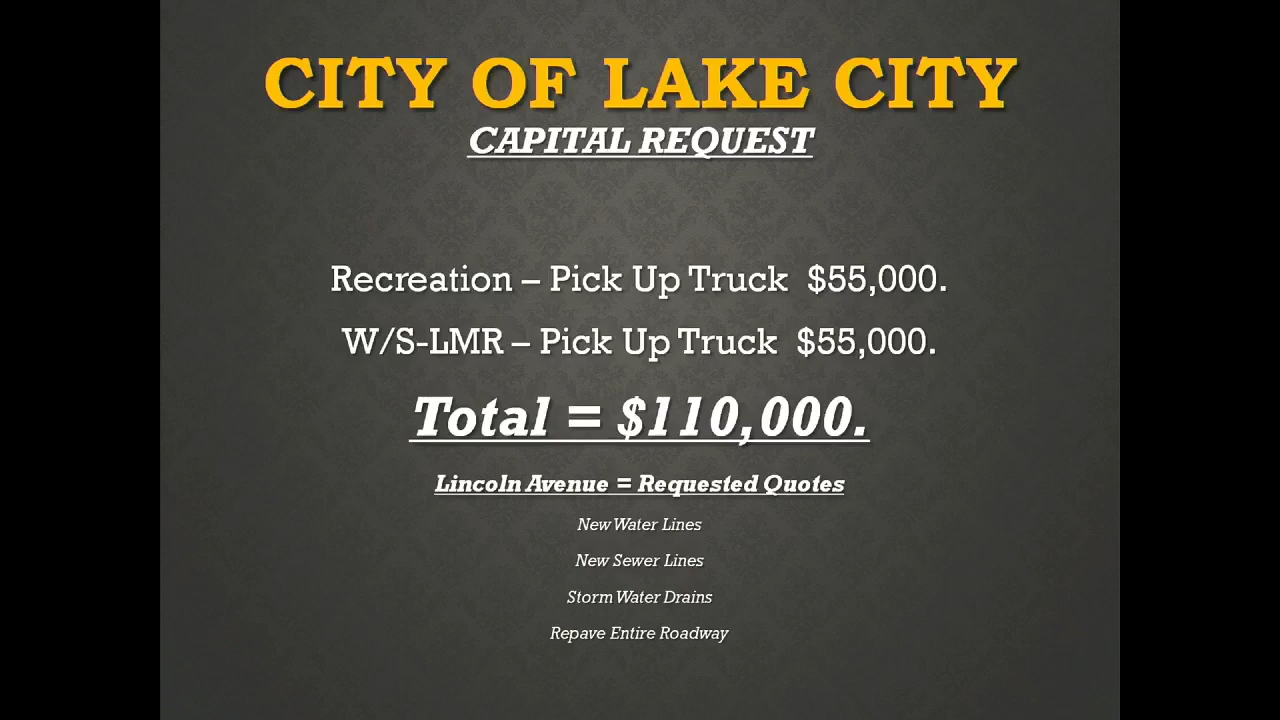 CITY OF LAKE CITY
CAPITAL REQUEST
Recreation – Pick Up Truck $55,000.
W/S-LMR – Pick Up Truck $55,000.
Total = $110,000.
Lincoln Avenue = Requested Quotes
New Water Lines
New Sewer Lines
Storm Water Drains
Repave Entire Roadway